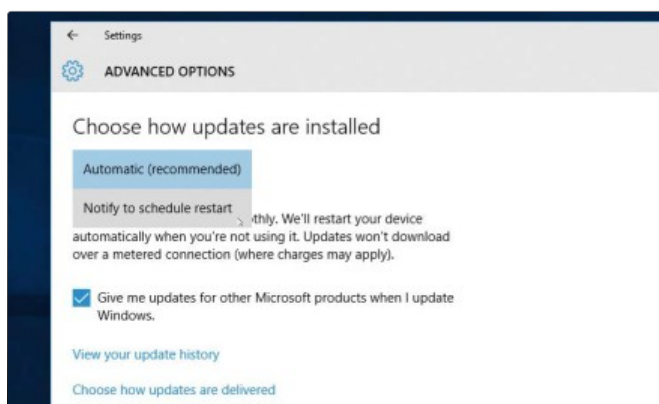 Settings
ADVANCED OPTIONS
Choose how updates are installed
Automatic (recommended)
Notify to schedule restart
thly. We'll restart your device
automatically when you're not using it. Updates won't download
over a metered connection (where charges may apply).
Give me updates for other Microsoft products when I update
Windows.
View your update history
Choose how updates are delivered